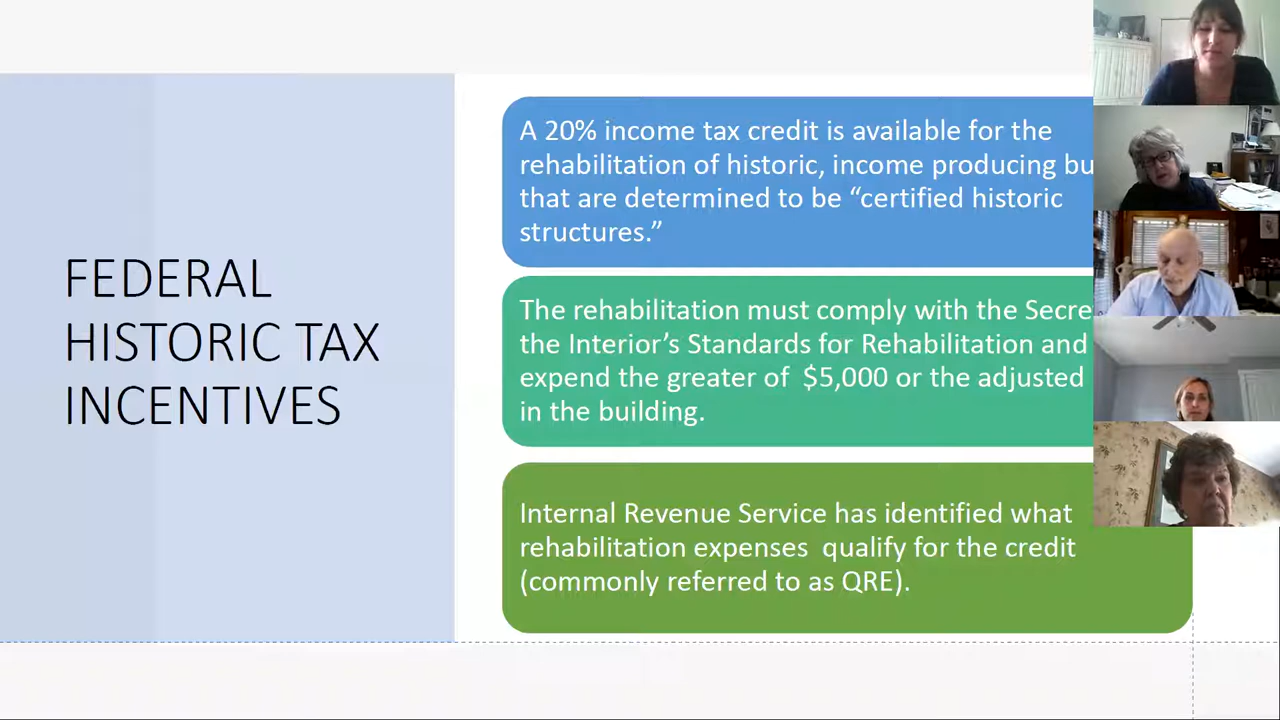 FEDERAL
HISTORIC TAX
INCENTIVES
A 20% income tax credit is available for the
rehabilitation of historic, income producing
that are determined to be “certified historic
structures.”
The rehabilitation must comply with the
the Interior’s Standards for Rehabilitation and
expend the greater of  $5,000 or the adjusted
in the building.
Internal Revenue Service has identified what
rehabilitation expenses  qualify for the credit
(commonly referred to as QRE).